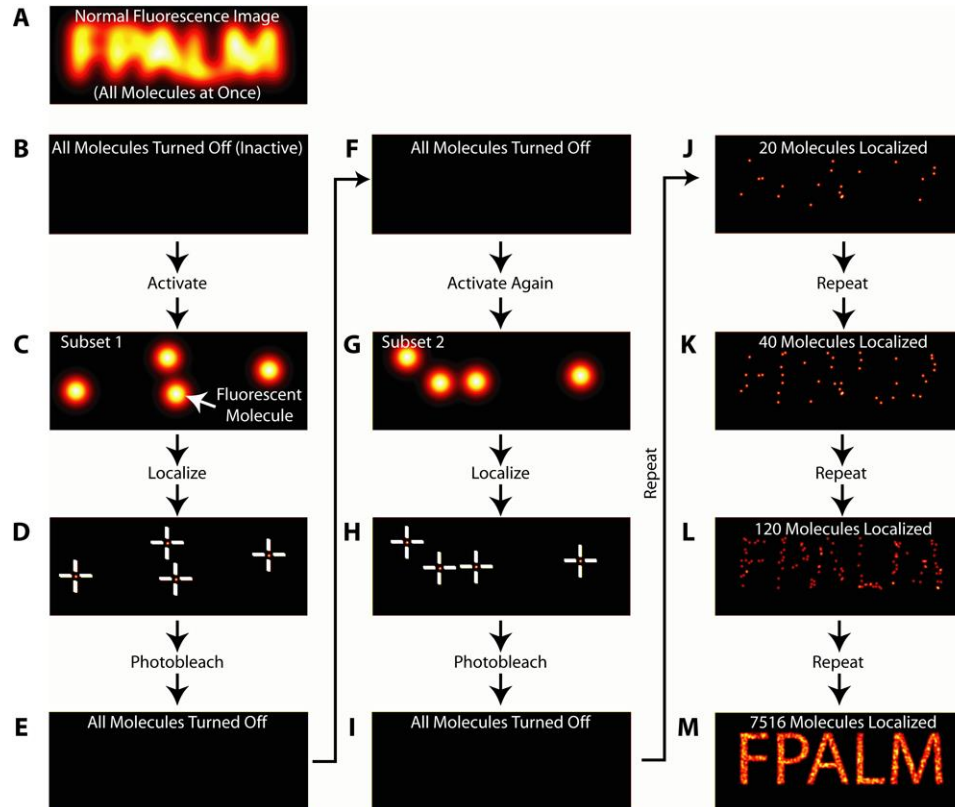 A
Normal Fluorescence Image
FPALM
(All Molecules at Once)
B
All Molecules Turned Off (Inactive)
Activate
C
Subset 1
Fluorescent
Molecule
Localize
D
Photobleach
E
All Molecules Turned Off
F
All Molecules Turned Off
Activate Again
G
Subset 2
Localize
H
Photobleach
I
All Molecules Turned Off
Repeat
J
20 Molecules Localized
Repeat
K
40 Molecules Localized
Repeat
L
120 Molecules Localized
FPALM
Repeat
M
7516 Molecules Localized
FPALM